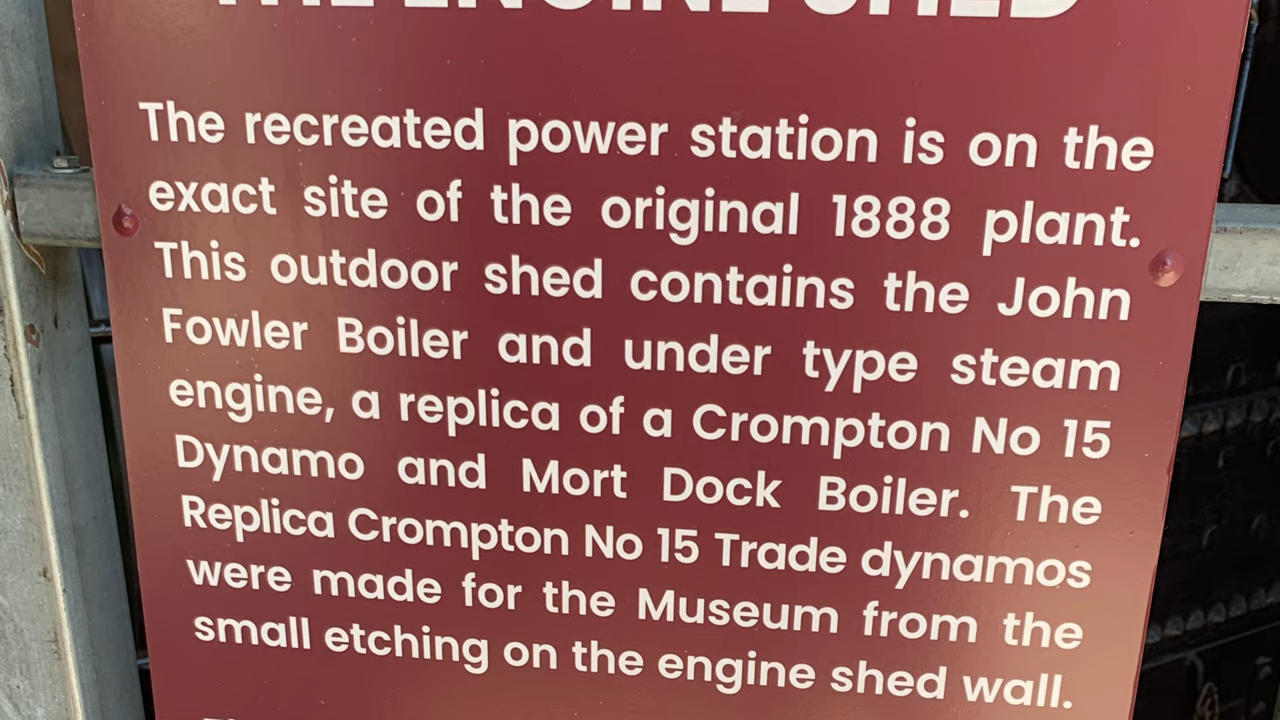 THE ENGINE SHED
The recreated power station is on the
exact site of the original 1888 plant.
This outdoor shed contains the John
Fowler Boiler and under type steam
engine, a replica of a Crompton No 15
Dynamo and Mort Dock Boiler. The
Replica Crompton No 15 Trade dynamos
were made for the Museum from the
small etching on the engine shed wall.